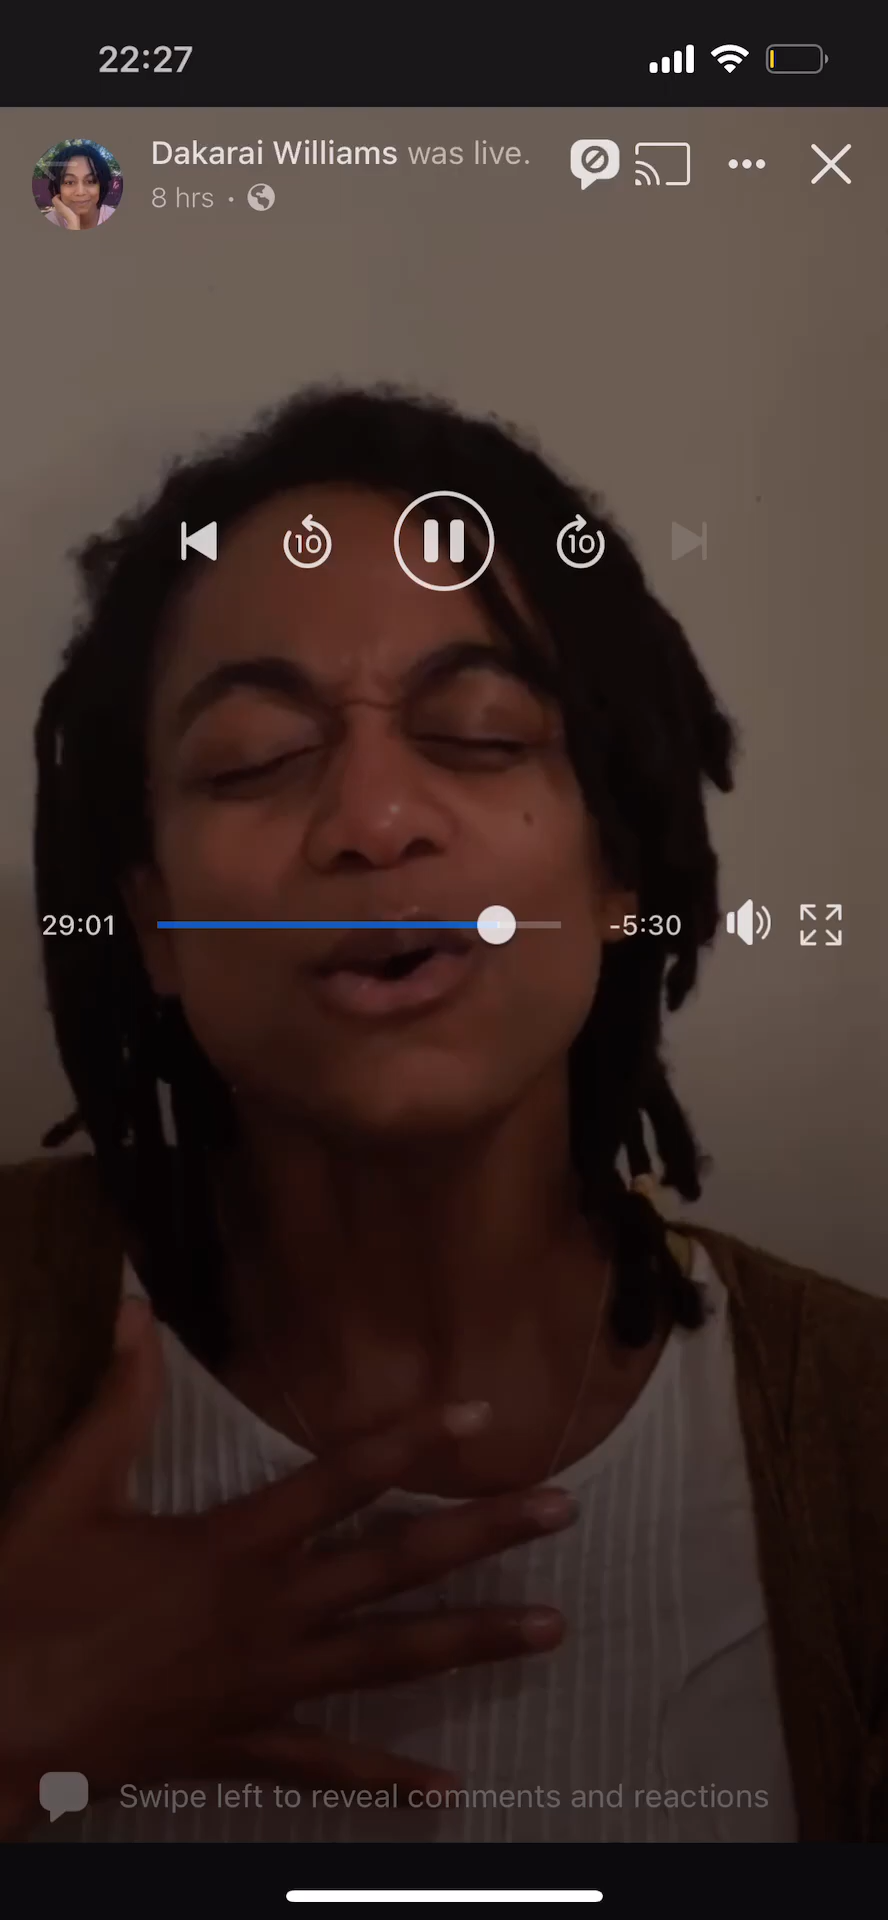 22:27
Dakarai Williams was live.
8 hrs ·
10
10
29:01
-5:30
Swipe left to reveal comments and reactions